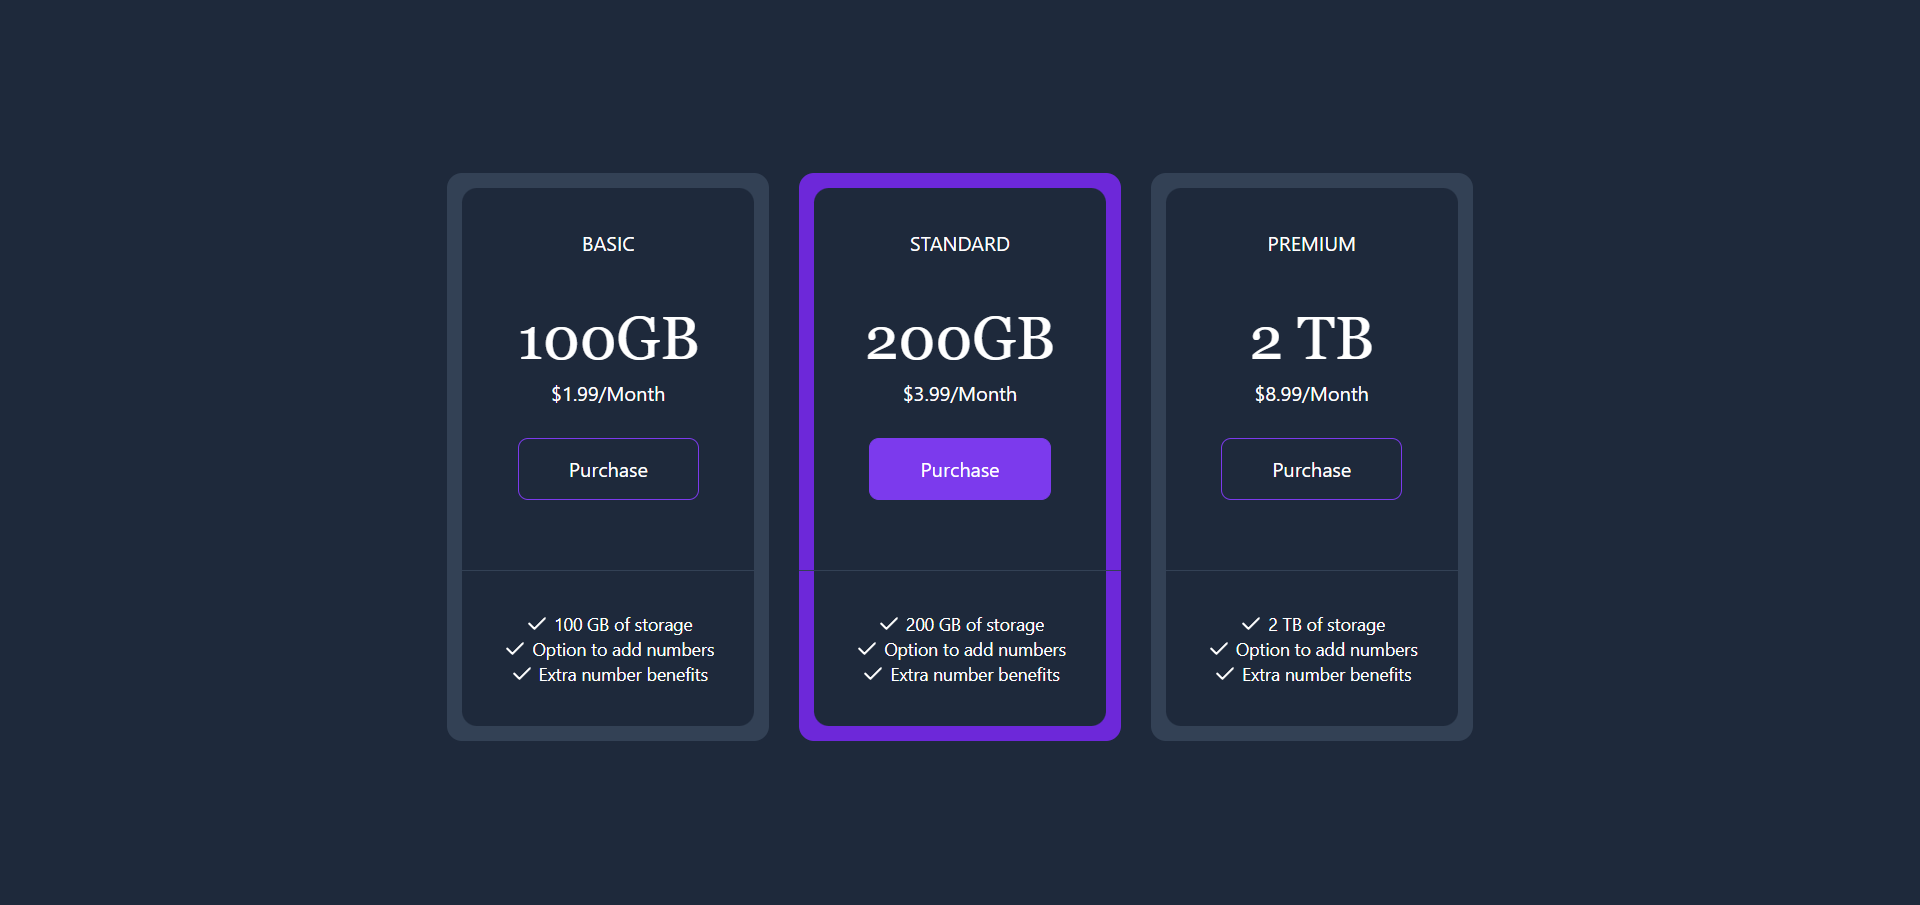 BASIC
100GB
$1.99/Month
Purchase
100 GB of storage
Option to add numbers
Extra number benefits
STANDARD
200GB
$3.99/Month
Purchase
200 GB of storage
Option to add numbers
Extra number benefits
PREMIUM
2 TB
$8.99/Month
Purchase
2 TB of storage
Option to add numbers
Extra number benefits